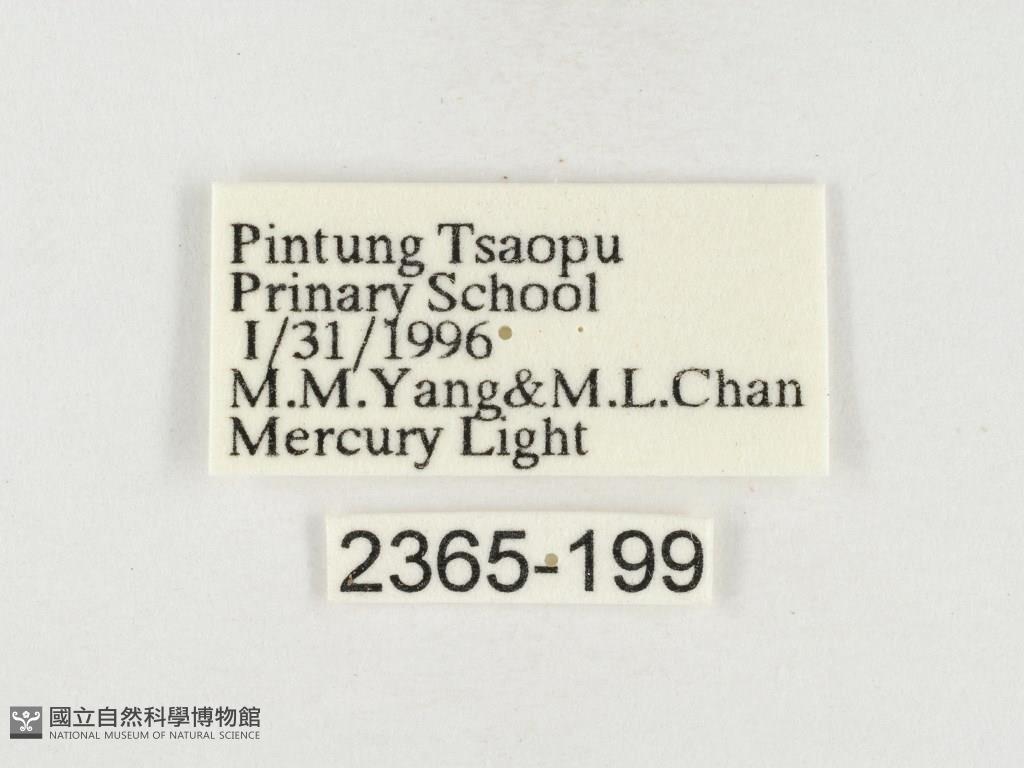 Pintung Tsaopu
Prinary School
I/31/1996
M.M.Yang&M.L.Chan
Mercury Light
2365-199
國立自然科學博物館
NATIONAL MUSEUM OF NATURAL SCIENCE